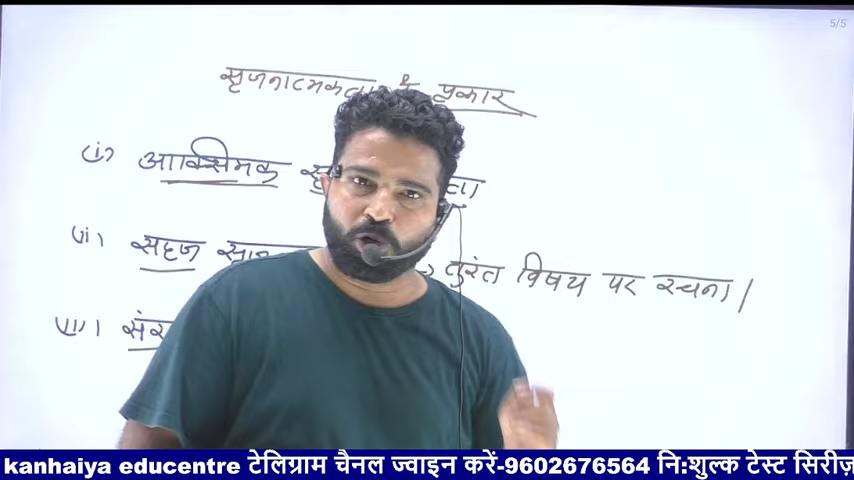 5/5
सृजनात्मकता के प्रकार
(i) आकस्मिक
(ii) सहज → तुरंत विषय पर रचना|
(iii)
kanhaiya educentre टेलिग्राम चैनल ज्वाइन करें-9602676564 नि:शुल्क टेस्ट सिरीज़